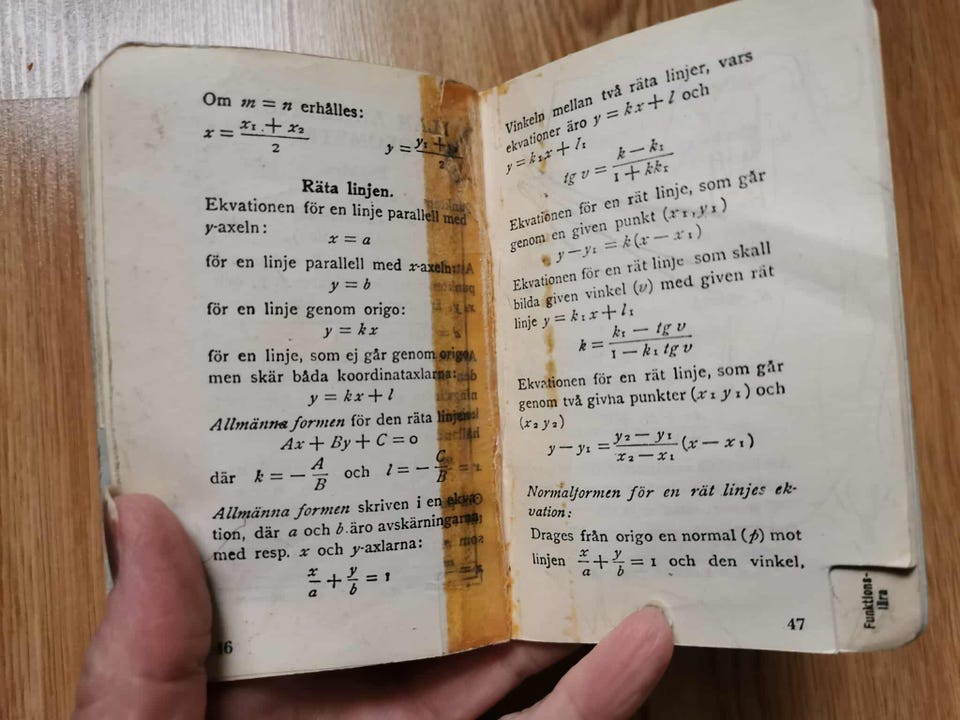 Om m = n erhålles:
x = (x₁ + x₂)/2 y = (y₁ + y)/2
Räta linjen.
Ekvationen för en linje parallell med
y-axeln:
x = a
för en linje parallell med x-axeln:
y = b
för en linje genom origo:
y = kx
för en linje, som ej går genom origo,
men skär båda koordinataxlarna:
y = kx + l
Allmänna formen för den räta linjen:
Ax + By + C = 0
där k = − A/B och l = − C/B
Allmänna formen skriven i en ekva-
tion, där a och b äro avskärningarna
med resp. x och y-axlarna:
x/a + y/b = 1
46
Vinkeln mellan två räta linjer, vars
ekvationer äro y = kx + l och
y = k₁x + l₁
tg v = (k − k₁)/(1 + kk₁)
Ekvationen för en rät linje, som går
genom en given punkt (x₁, y₁)
y − y₁ = k (x − x₁)
Ekvationen för en rät linje som skall
bilda given vinkel (v) med given rät
linje y = k₁x + l₁
k = (k₁ − tg v)/(1 − k₁ tg v)
Ekvationen för en rät linje, som går
genom två givna punkter (x₁ y₁) och
(x₂ y₂)
y − y₁ = (y₂ − y₁)/(x₂ − x₁) (x − x₁)
Normalformen för en rät linjes ek-
vation:
Drages från origo en normal (p) mot
linjen x/a + y/b = 1 och den vinkel,
47
Funktions-
lära